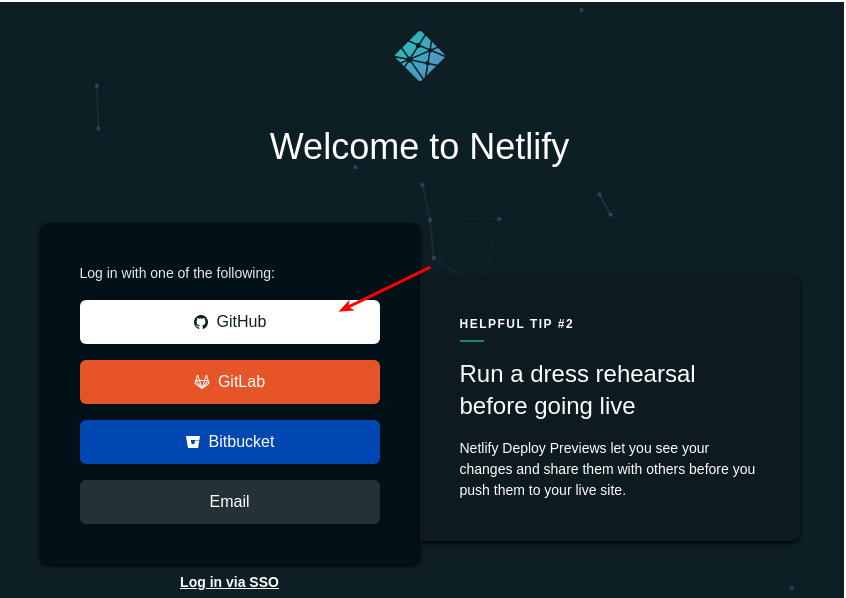 Welcome to Netlify
Log in with one of the following:
GitHub
GitLab
Bitbucket
Email
Log in via SSO
HELPFUL TIP #2
Run a dress rehearsal
before going live
Netlify Deploy Previews let you see your
changes and share them with others before you
push them to your live site.